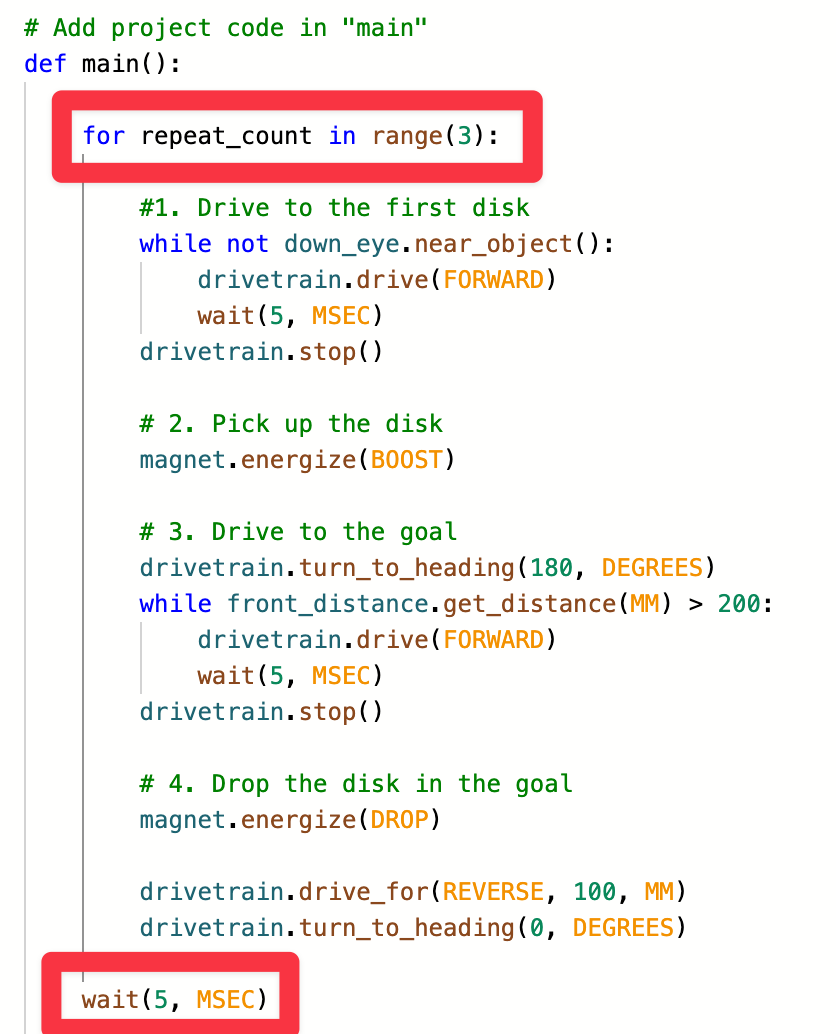 # Add project code in "main"
def main():
for repeat_count in range(3):
#1. Drive to the first disk
while not down_eye.near_object():
drivetrain.drive(FORWARD)
wait(5, MSEC)
drivetrain.stop()
# 2. Pick up the disk
magnet.energize(BOOST)
# 3. Drive to the goal
drivetrain.turn_to_heading(180, DEGREES)
while front_distance.get_distance(MM) > 200:
drivetrain.drive(FORWARD)
wait(5, MSEC)
drivetrain.stop()
# 4. Drop the disk in the goal
magnet.energize(DROP)
drivetrain.drive_for(REVERSE, 100, MM)
drivetrain.turn_to_heading(0, DEGREES)
wait(5, MSEC)